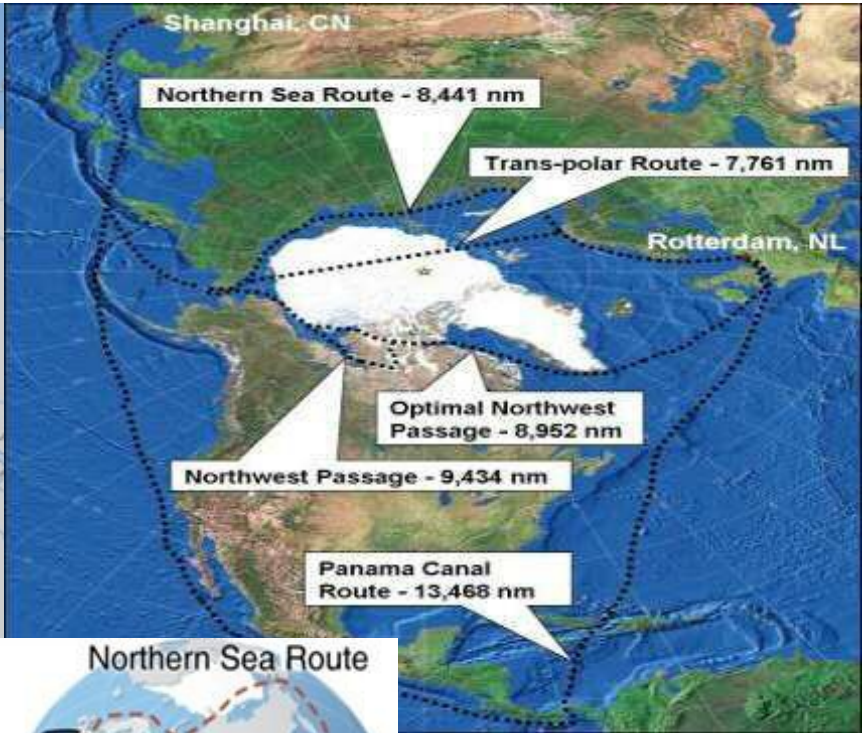 Shanghai, CN
Northern Sea Route - 8,441 nm
Trans-polar Route - 7,761 nm
Rotterdam, NL
Optimal Northwest
Passage - 8,952 nm
Northwest Passage - 9,434 nm
Panama Canal
Route - 13,468 nm
Northern Sea Route